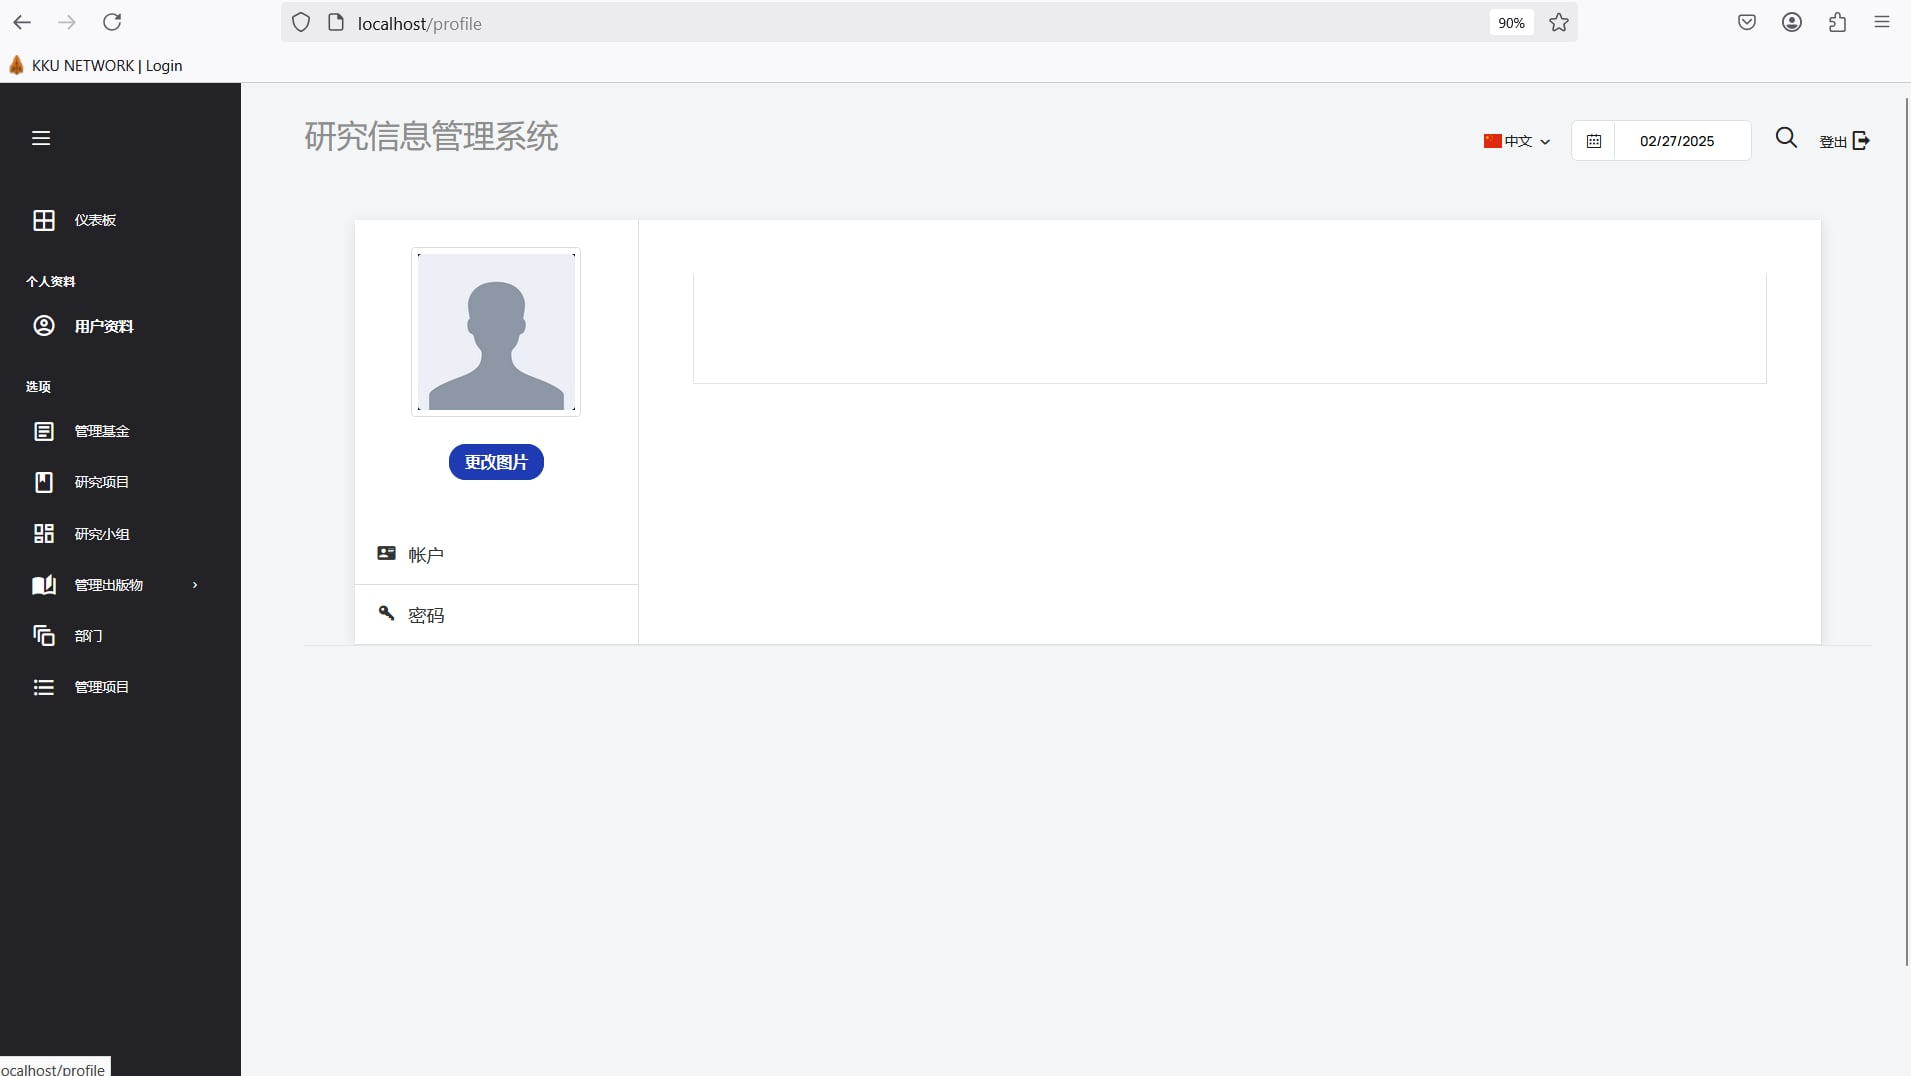 localhost/profile
90%
KKU NETWORK | Login
研究信息管理系统
中文
02/27/2025
登出
仪表板
个人资料
用户资料
选项
管理基金
研究项目
研究小组
管理出版物
部门
管理项目
更改图片
帐户
密码
ocalhost/profile